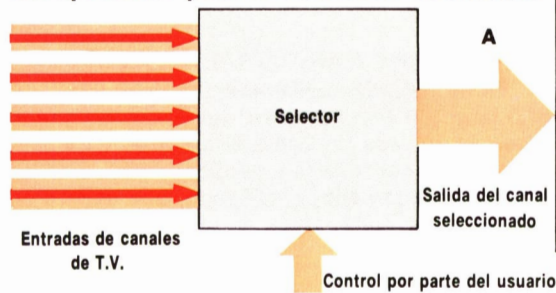 A
Selector
Salida del canal
seleccionado
Entradas de canales
de T.V.
Control por parte del usuario